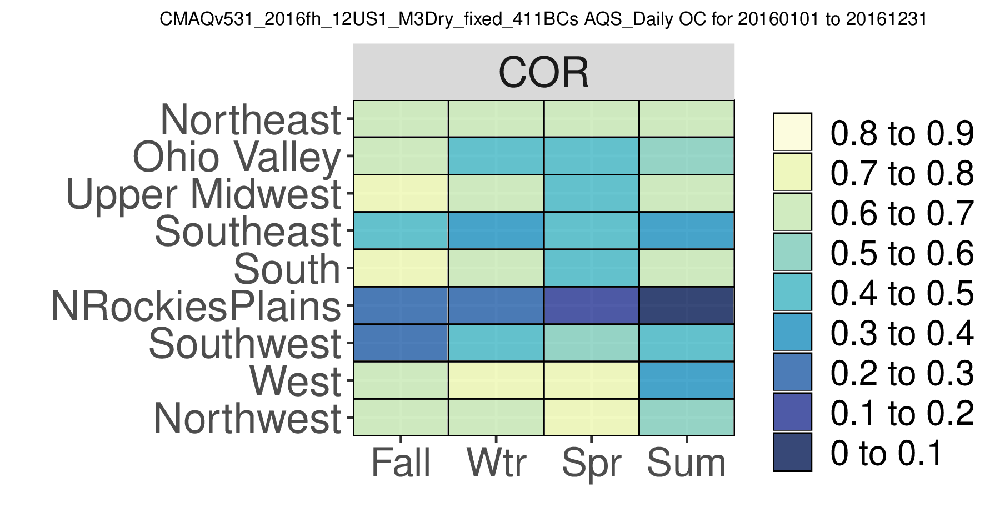 CMAQv531_2016fh_12US1_M3Dry_fixed_411BCs AQS_Daily OC for 20160101 to 20161231
COR
Northeast
Ohio Valley
Upper Midwest
Southeast
South
NRockiesPlains
Southwest
West
Northwest
Fall Wtr Spr Sum
0.8 to 0.9
0.7 to 0.8
0.6 to 0.7
0.5 to 0.6
0.4 to 0.5
0.3 to 0.4
0.2 to 0.3
0.1 to 0.2
0 to 0.1